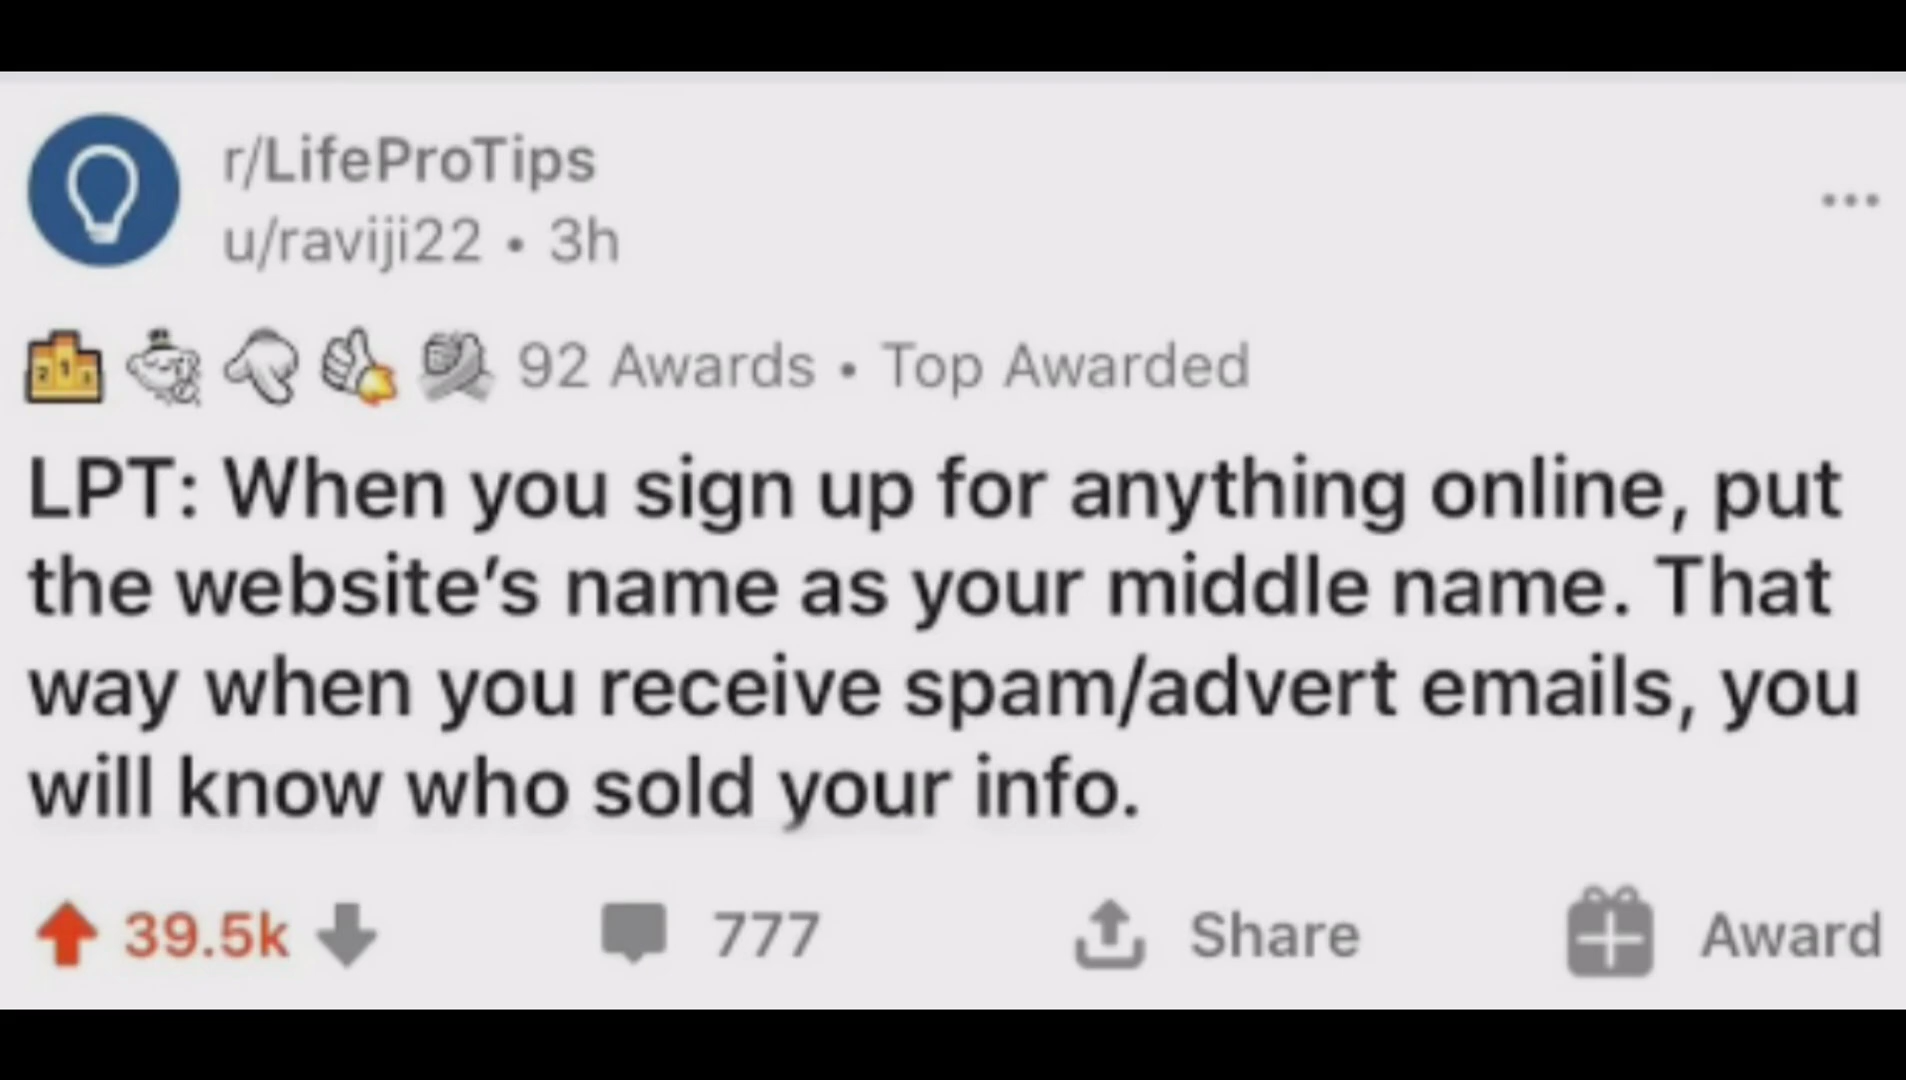 r/LifeProTips
u/raviji22 • 3h
92 Awards • Top Awarded
LPT: When you sign up for anything online, put
the website’s name as your middle name. That
way when you receive spam/advert emails, you
will know who sold your info.
39.5k 777 Share Award